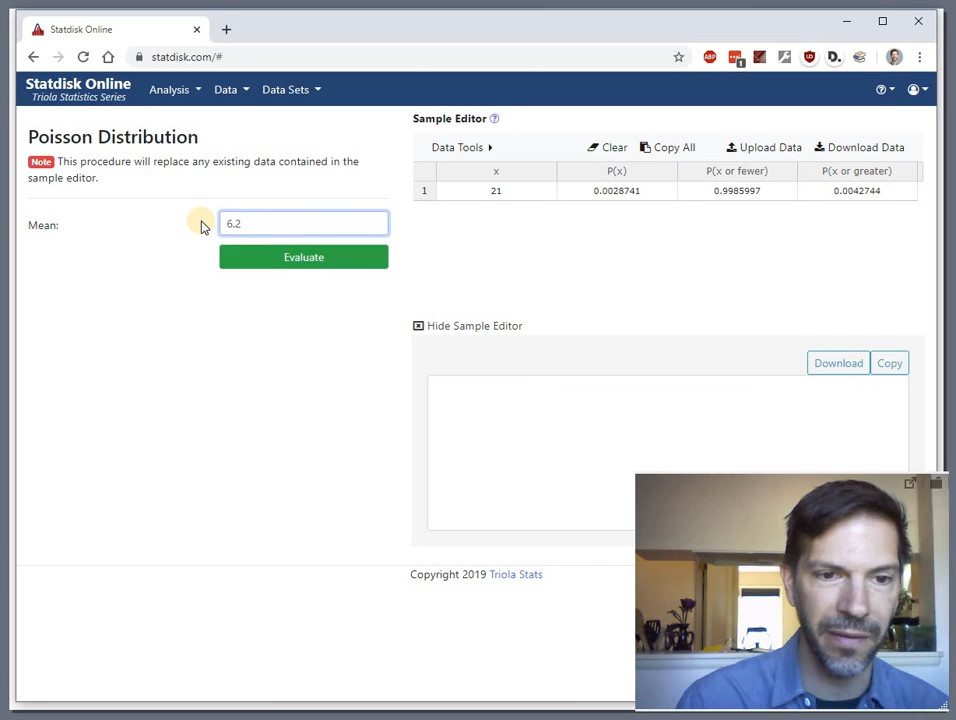 Statdisk Online
statdisk.com/#
ABP
1
D.
Statdisk Online
Triola Statistics Series
Analysis
Data
Data Sets
Poisson Distribution
Note This procedure will replace any existing data contained in the
sample editor.
Mean:
6.2
Evaluate
Sample Editor
Data Tools
Clear
Copy All
Upload Data
Download Data
x P(x) P(x or fewer) P(x or greater)
1 21 0.0028741 0.9985997 0.0042744
Hide Sample Editor
Download
Copy
Copyright 2019 Triola Stats